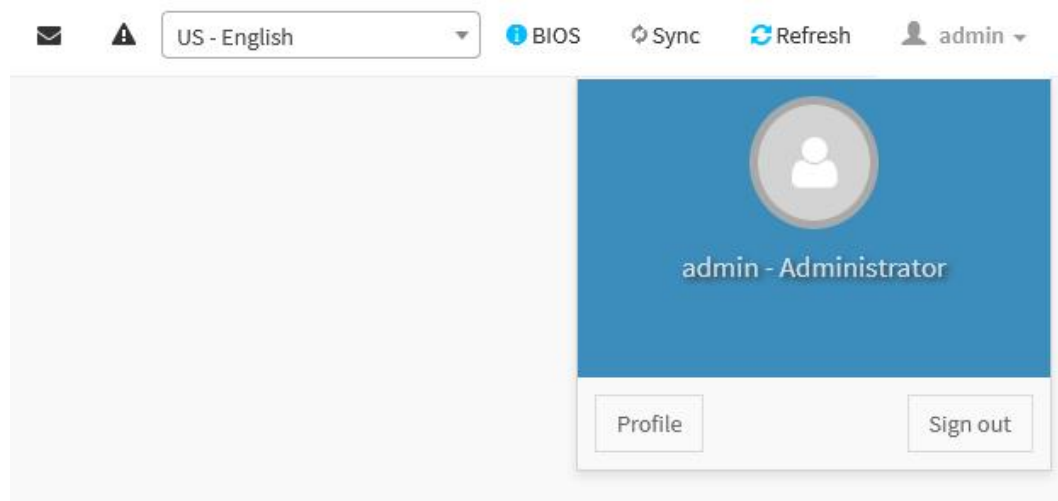 US - English BIOS Sync Refresh admin
admin - Administrator
Profile Sign out